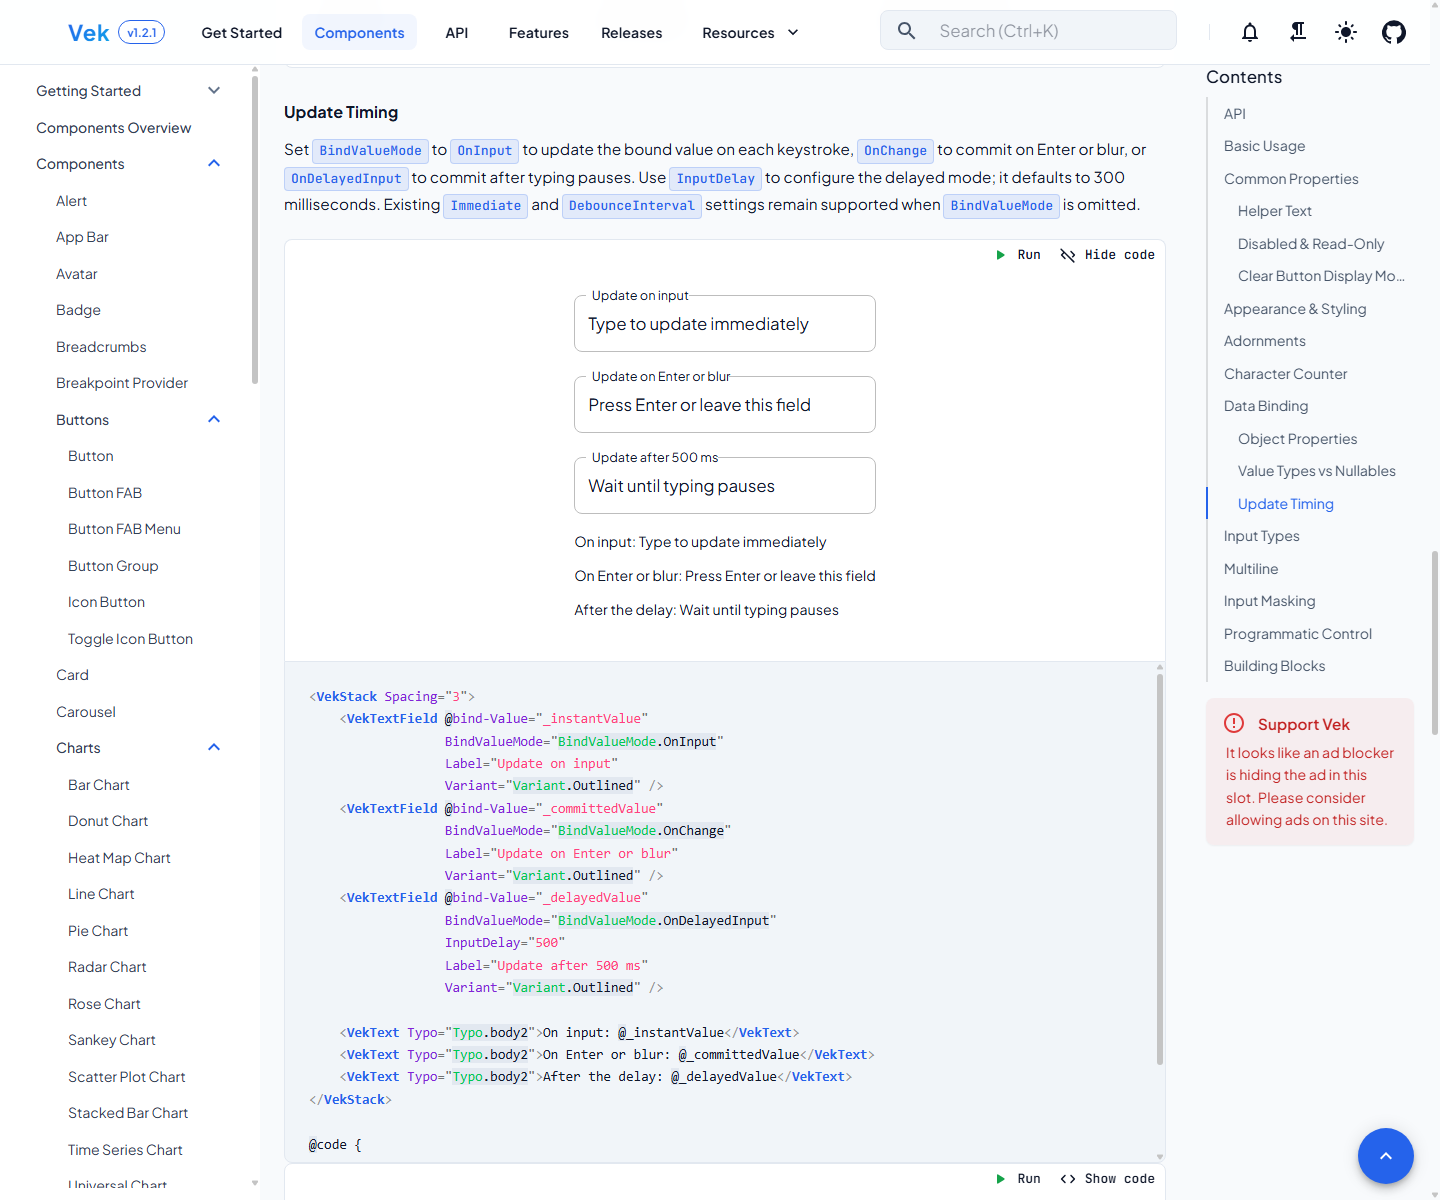 Vek v1.2.1 Get Started Components API Features Releases Resources Search (Ctrl+K)
Getting Started
Components Overview
Components
Alert
App Bar
Avatar
Badge
Breadcrumbs
Breakpoint Provider
Buttons
Button
Button FAB
Button FAB Menu
Button Group
Icon Button
Toggle Icon Button
Card
Carousel
Charts
Bar Chart
Donut Chart
Heat Map Chart
Line Chart
Pie Chart
Radar Chart
Rose Chart
Sankey Chart
Scatter Plot Chart
Stacked Bar Chart
Time Series Chart
Universal Chart
Update Timing
Set BindValueMode to OnInput to update the bound value on each keystroke, OnChange to commit on Enter or blur, or
OnDelayedInput to commit after typing pauses. Use InputDelay to configure the delayed mode; it defaults to 300
milliseconds. Existing Immediate and DebounceInterval settings remain supported when BindValueMode is omitted.
Run Hide code
Update on input
Type to update immediately
Update on Enter or blur
Press Enter or leave this field
Update after 500 ms
Wait until typing pauses
On input: Type to update immediately
On Enter or blur: Press Enter or leave this field
After the delay: Wait until typing pauses
<VekStack Spacing="3">
    <VekTextField @bind-Value="_instantValue"
                  BindValueMode="BindValueMode.OnInput"
                  Label="Update on input"
                  Variant="Variant.Outlined" />
    <VekTextField @bind-Value="_committedValue"
                  BindValueMode="BindValueMode.OnChange"
                  Label="Update on Enter or blur"
                  Variant="Variant.Outlined" />
    <VekTextField @bind-Value="_delayedValue"
                  BindValueMode="BindValueMode.OnDelayedInput"
                  InputDelay="500"
                  Label="Update after 500 ms"
                  Variant="Variant.Outlined" />
    <VekText Typo="Typo.body2">On input: @_instantValue</VekText>
    <VekText Typo="Typo.body2">On Enter or blur: @_committedValue</VekText>
    <VekText Typo="Typo.body2">After the delay: @_delayedValue</VekText>
</VekStack>
@code {
Run Show code
Contents
API
Basic Usage
Common Properties
Helper Text
Disabled & Read-Only
Clear Button Display Mo...
Appearance & Styling
Adornments
Character Counter
Data Binding
Object Properties
Value Types vs Nullables
Update Timing
Input Types
Multiline
Input Masking
Programmatic Control
Building Blocks
Support Vek
It looks like an ad blocker
is hiding the ad in this
slot. Please consider
allowing ads on this site.